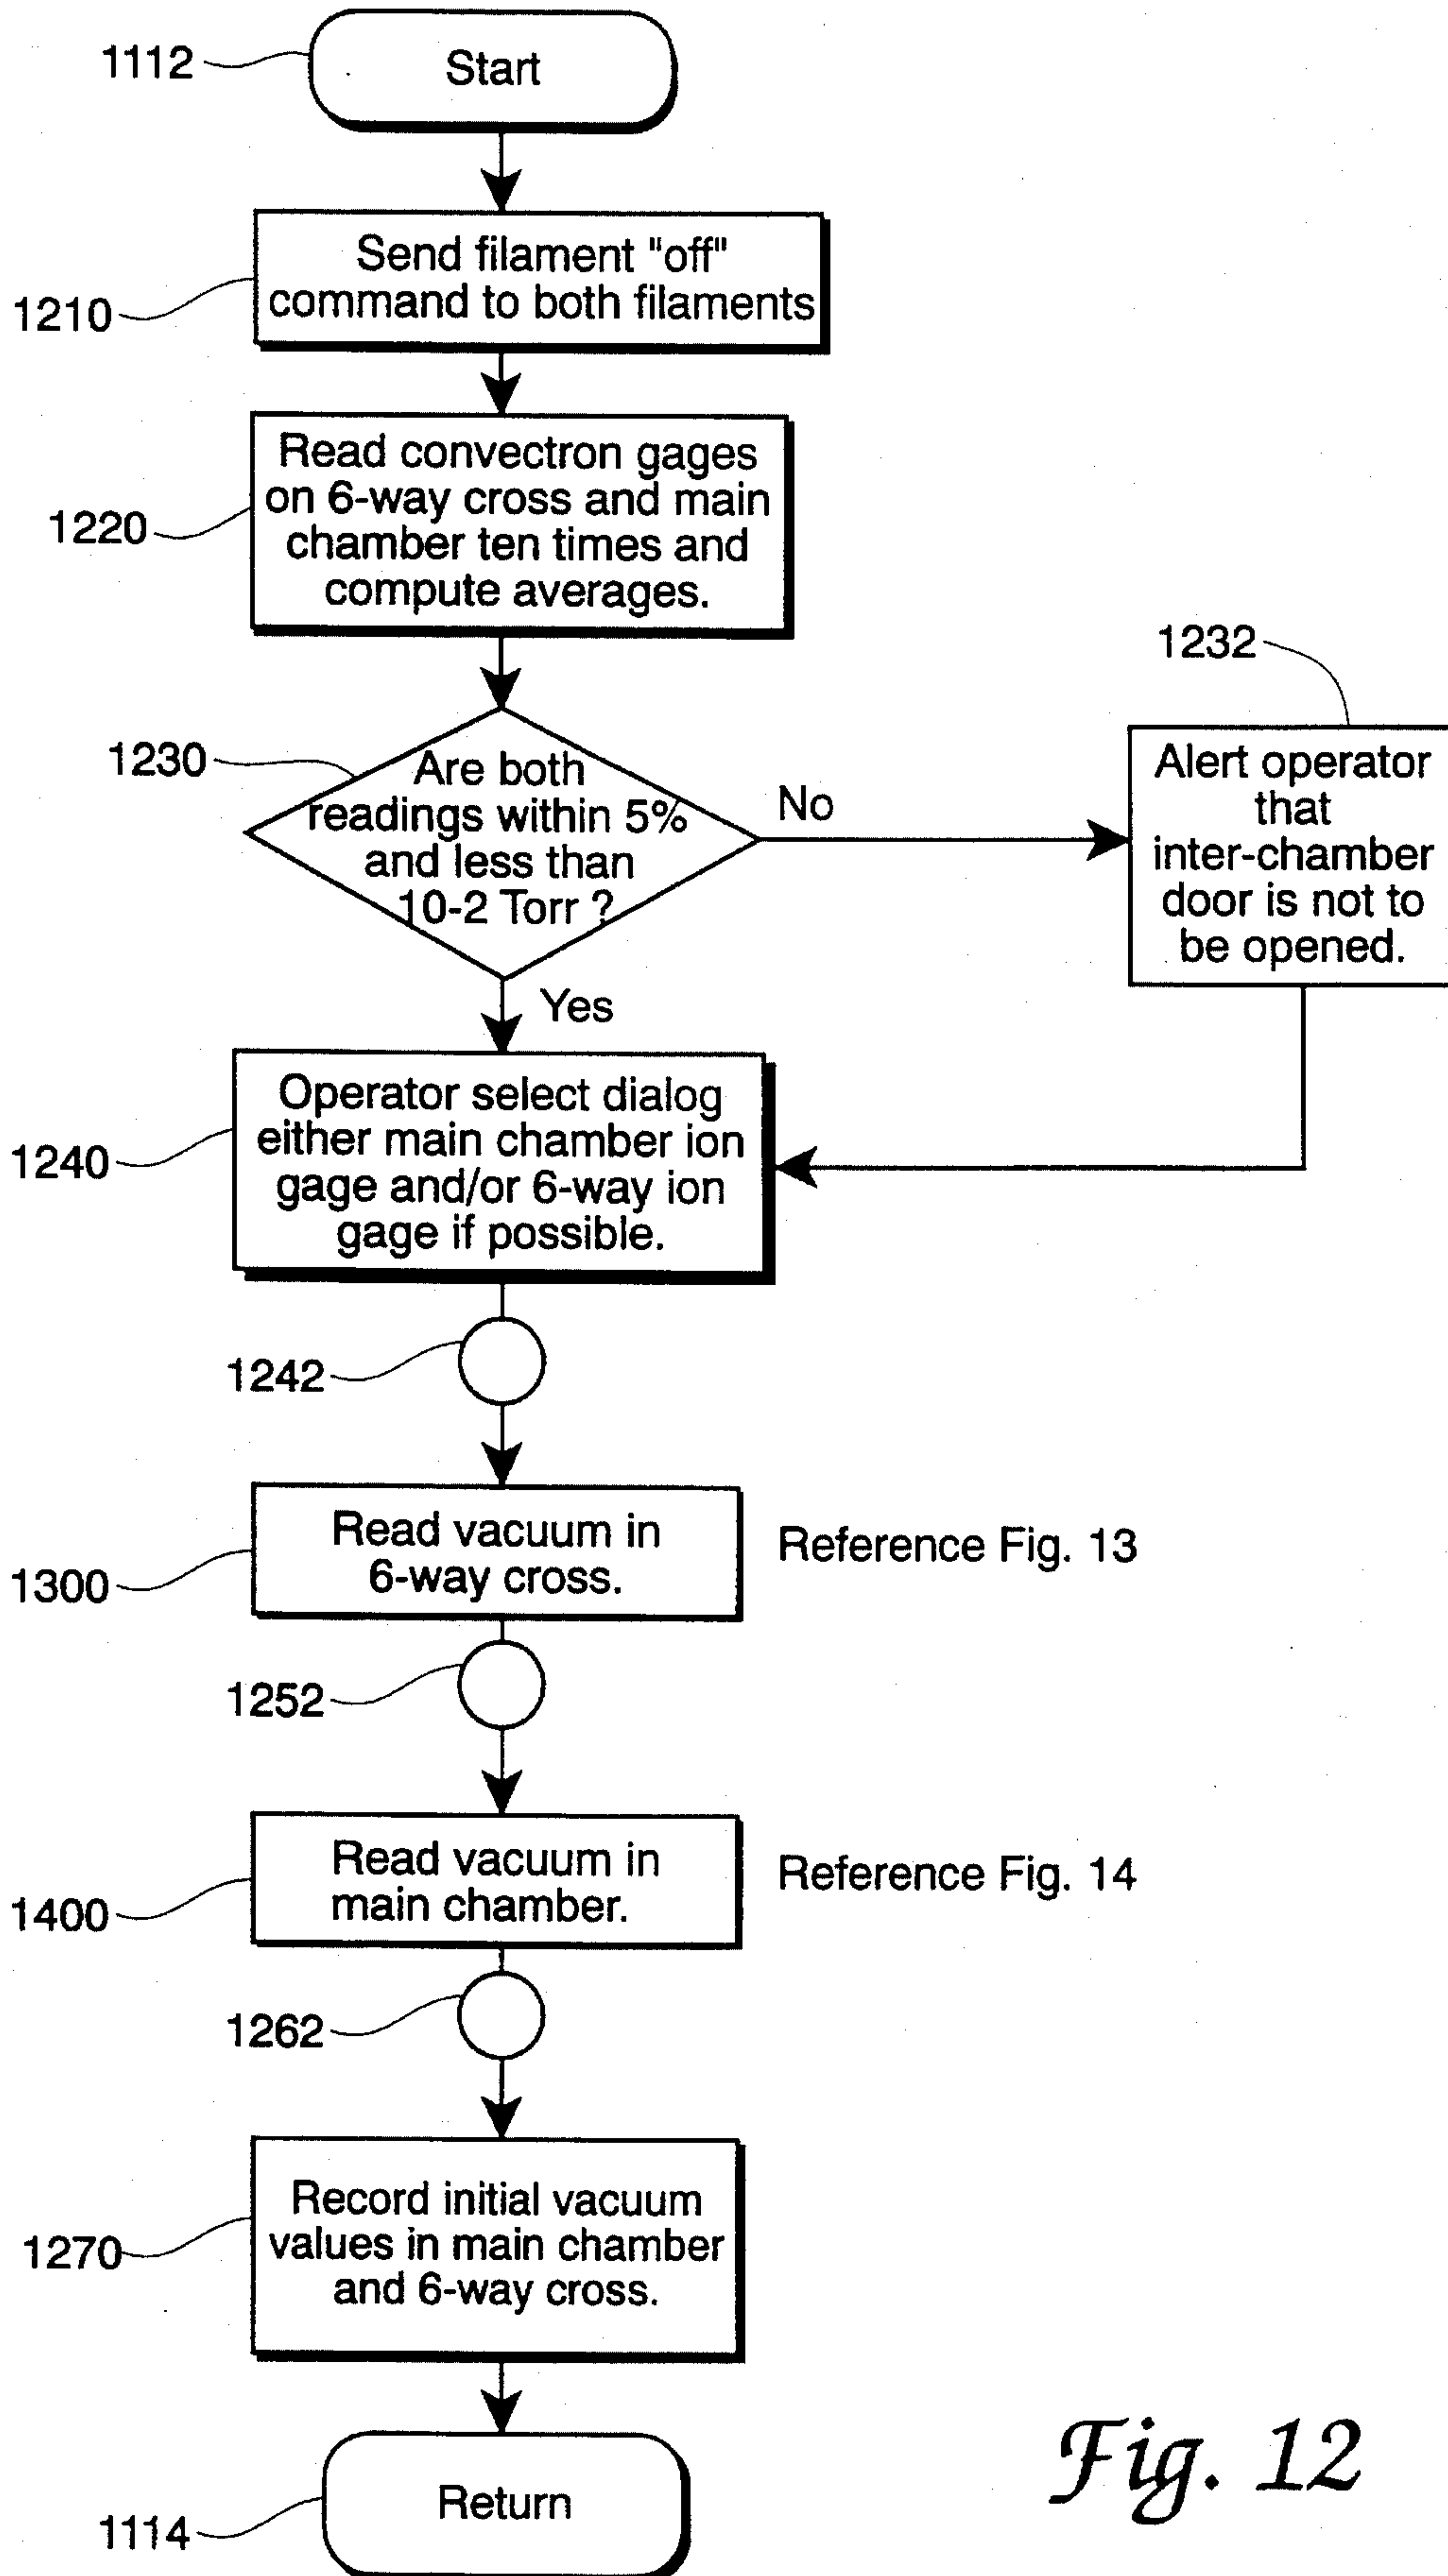 1112
Start
1210
Send filament "off"
command to both filaments
1220
Read convectron gages
on 6-way cross and main
chamber ten times and
compute averages.
1230
Are both
readings within 5%
and less than
10-2 Torr ?
No
1232
Alert operator
that
inter-chamber
door is not to
be opened.
Yes
1240
Operator select dialog
either main chamber ion
gage and/or 6-way ion
gage if possible.
1242
1300
Read vacuum in
6-way cross.
Reference Fig. 13
1252
1400
Read vacuum in
main chamber.
Reference Fig. 14
1262
1270
Record initial vacuum
values in main chamber
and 6-way cross.
1114
Return
Fig. 12